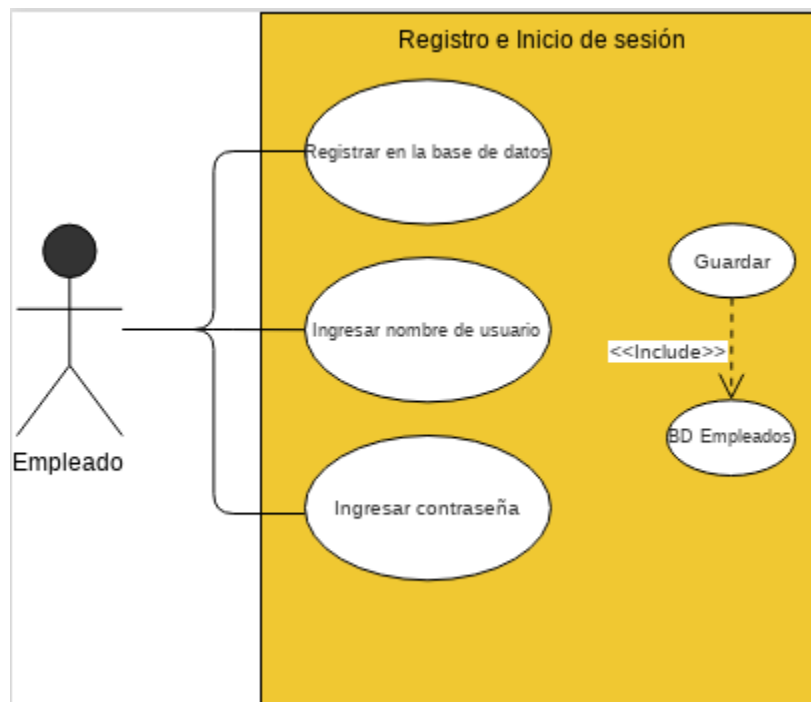 Registro e Inicio de sesión
Registrar en la base de datos
Guardar
Ingresar nombre de usuario
<<Include>>
BD Empleados
Empleado
Ingresar contraseña